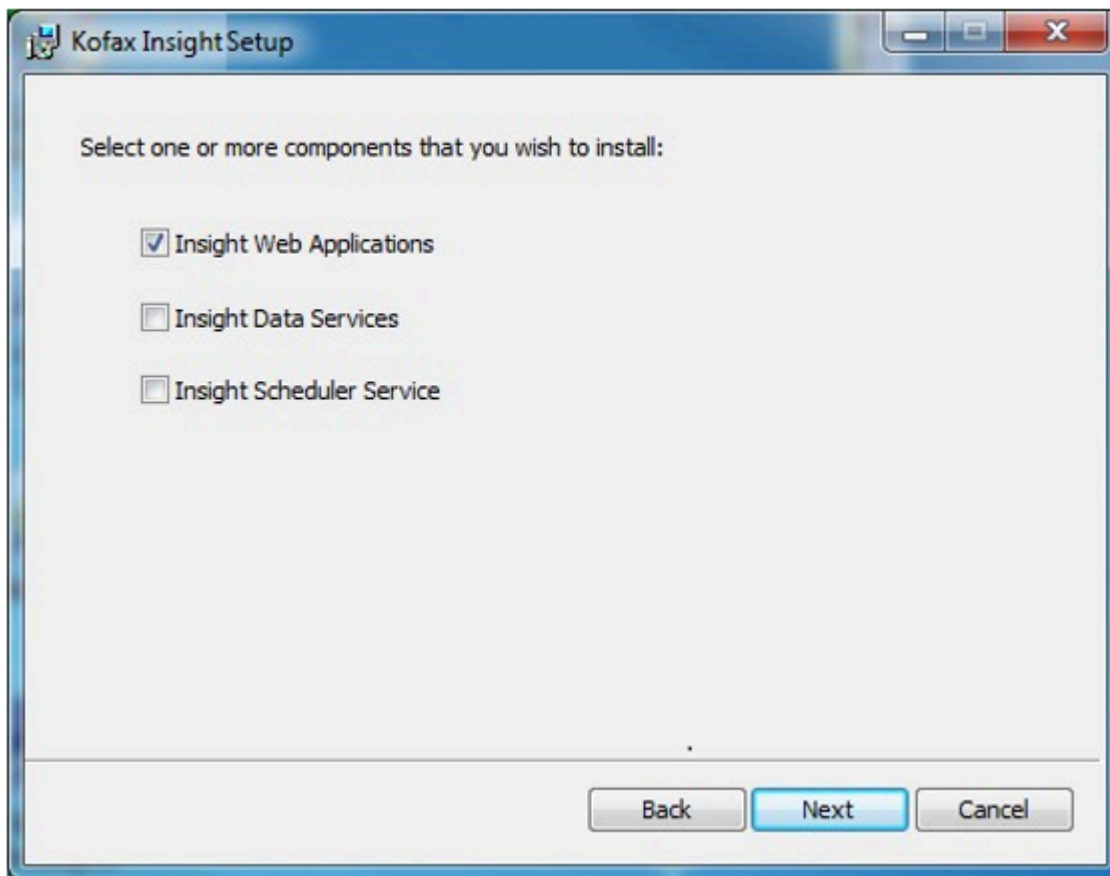 Kofax Insight Setup
Select one or more components that you wish to install:
Insight Web Applications
Insight Data Services
Insight Scheduler Service
Back Next Cancel